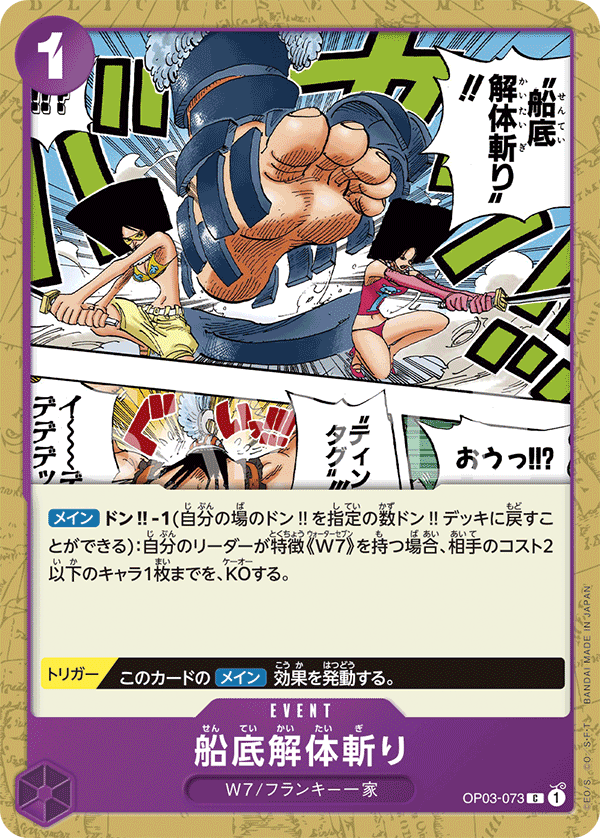 1
"船底
解体斬り"
!!
!!?
イ〜デ
デデデッ
ぐいっ!!
"ティン
タグ"
おうっ!!?
メイン ドン!!-1(自分の場のドン!!を指定の数ドン!!デッキに戻すこ
とができる):自分のリーダーが特徴《W7》を持つ場合、相手のコスト2
以下のキャラ1枚までを、KOする。
トリガー このカードの メイン 効果を発動する。
EVENT
船底解体斬り
W7/フランキー一家
OP03-073 C 1
BANDAI MADE IN JAPAN